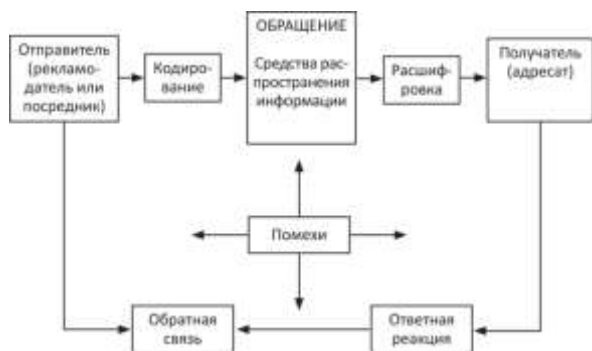 Отправитель
(рекламо-
датель или
посредник)
Кодиро-
вание
ОБРАЩЕНИЕ
Средства рас-
пространения
информации
Расшиф-
ровка
Получатель
(адресат)
Помехи
Обратная
связь
Ответная
реакция